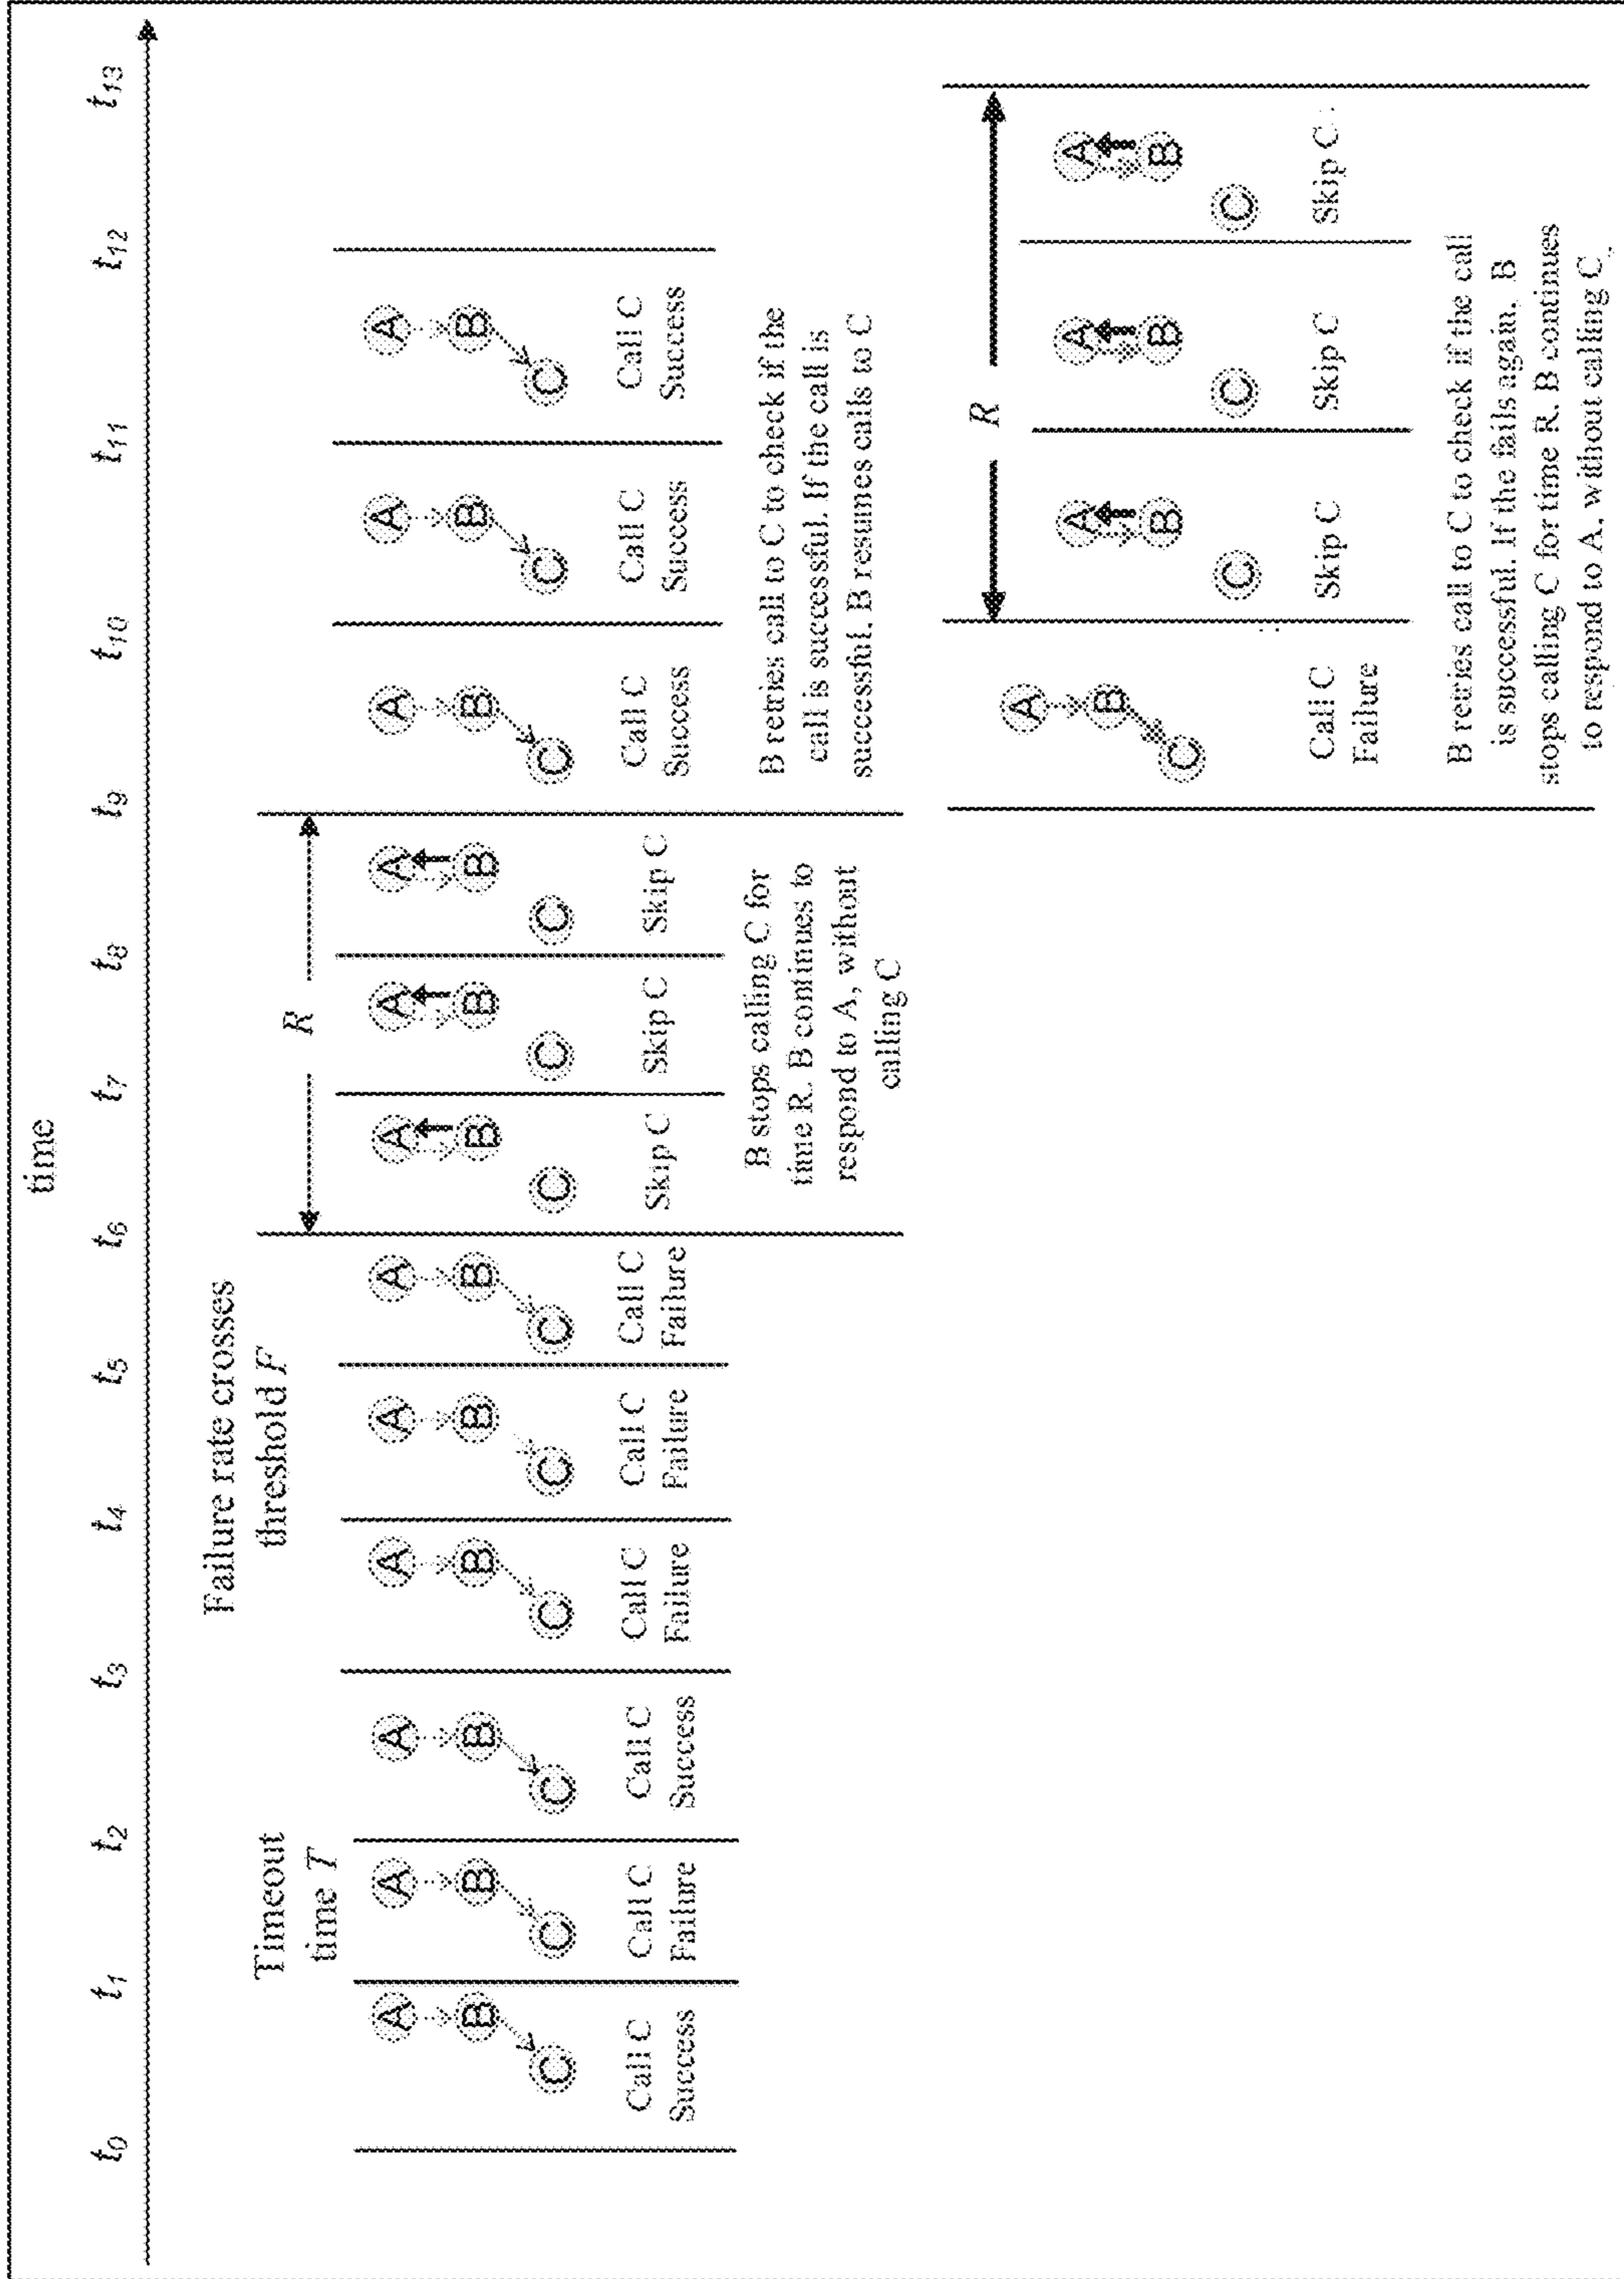 time
t0 t1 t2 t3 t4 t5 t6 t7 t8 t9 t10 t11 t12 t13
Timeout
time T
Failure rate crosses
threshold F
R
A
B
C
Call C
Success
A
B
C
Call C
Failure
A
B
C
Call C
Success
A
B
C
Call C
Failure
A
B
C
Call C
Failure
A
B
C
Call C
Failure
A
B
C
Skip C
A
B
C
Skip C
A
B
C
Skip C
B stops calling C for
time R. B continues to
respond to A, without
calling C
A
B
C
Call C
Success
A
B
C
Call C
Success
A
B
C
Call C
Success
B retries call to C to check if the
call is successful. If the call is
successful, B resumes calls to C
R
A
B
C
Call C
Failure
A
B
C
Skip C
A
B
C
Skip C
A
B
C
Skip C
B retries call to C to check if the call
is successful. If the fails again, B
stops calling C for time R. B continues
to respond to A, without calling C.